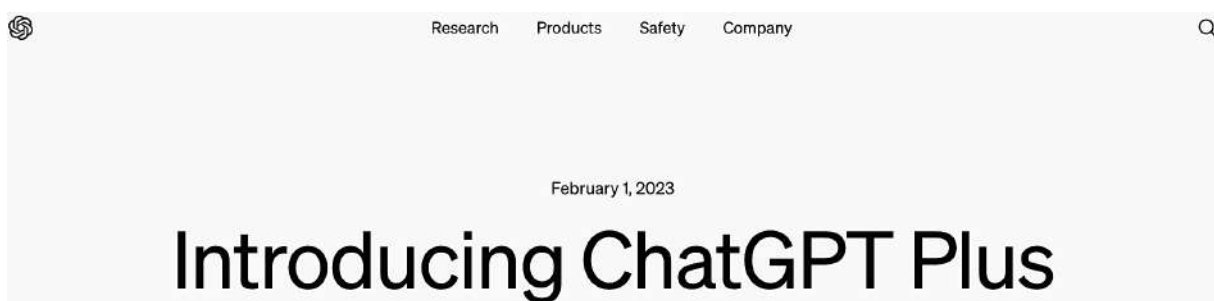 Research Products Safety Company
February 1, 2023
Introducing ChatGPT Plus